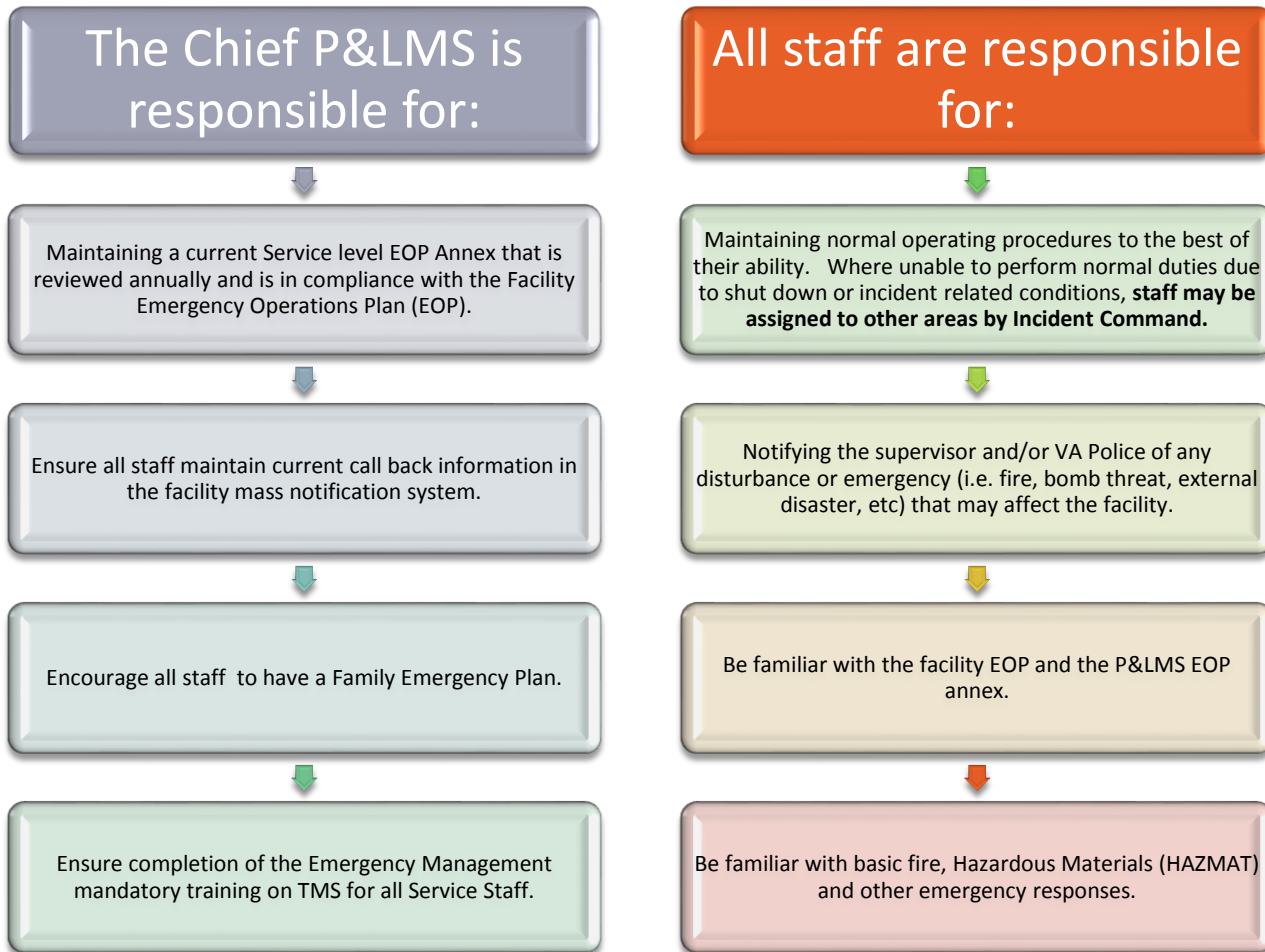 The Chief P&LMS is
responsible for:
Maintaining a current Service level EOP Annex that is
reviewed annually and is in compliance with the Facility
Emergency Operations Plan (EOP).
Ensure all staff maintain current call back information in
the facility mass notification system.
Encourage all staff  to have a Family Emergency Plan.
Ensure completion of the Emergency Management
mandatory training on TMS for all Service Staff.
All staff are responsible
for:
Maintaining normal operating procedures to the best of
their ability.   Where unable to perform normal duties due
to shut down or incident related conditions, staff may be
assigned to other areas by Incident Command.
Notifying the supervisor and/or VA Police of any
disturbance or emergency (i.e. fire, bomb threat, external
disaster, etc) that may affect the facility.
Be familiar with the facility EOP and the P&LMS EOP
annex.
Be familiar with basic fire, Hazardous Materials (HAZMAT)
and other emergency responses.